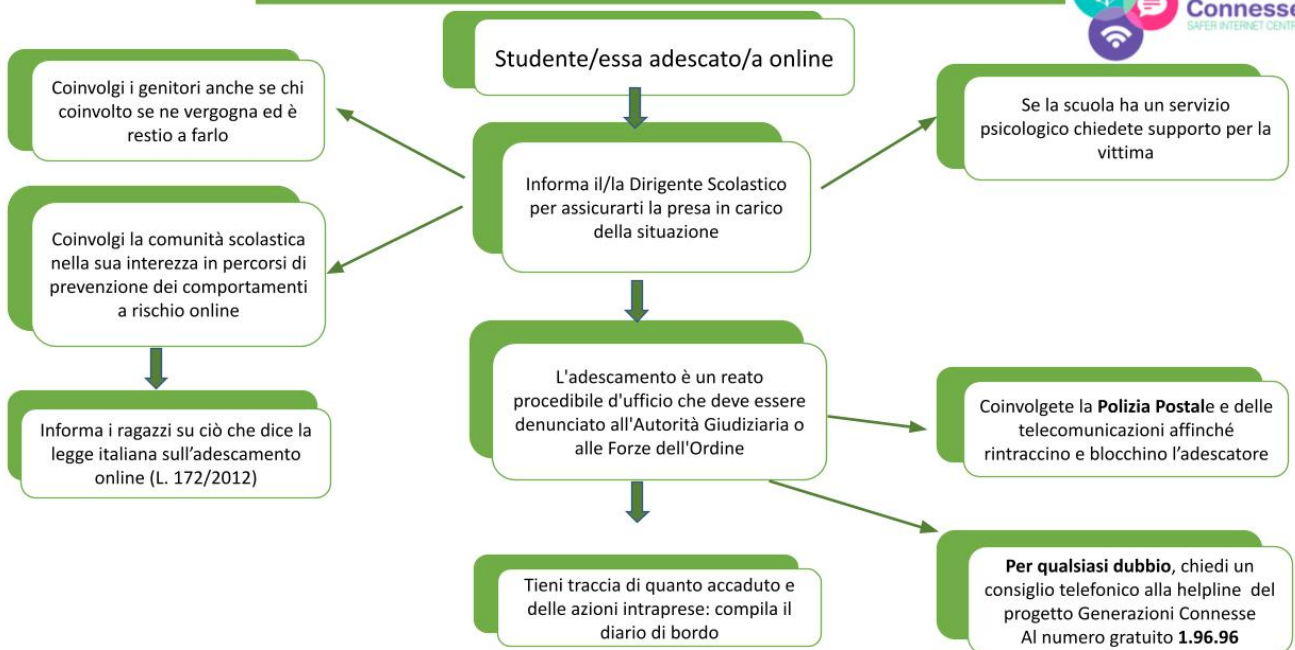 Connesse
SAFER INTERNET CENTR
Studente/essa adescato/a online
Coinvolgi i genitori anche se chi
coinvolto se ne vergogna ed è
restio a farlo
Se la scuola ha un servizio
psicologico chiedete supporto per la
vittima
Informa il/la Dirigente Scolastico
per assicurarti la presa in carico
della situazione
Coinvolgi la comunità scolastica
nella sua interezza in percorsi di
prevenzione dei comportamenti
a rischio online
L'adescamento è un reato
procedibile d'ufficio che deve essere
denunciato all'Autorità Giudiziaria o
alle Forze dell'Ordine
Coinvolgete la Polizia Postale e delle
telecomunicazioni affinché
rintraccino e blocchino l’adescatore
Informa i ragazzi su ciò che dice la
legge italiana sull’adescamento
online (L. 172/2012)
Tieni traccia di quanto accaduto e
delle azioni intraprese: compila il
diario di bordo
Per qualsiasi dubbio, chiedi un
consiglio telefonico alla helpline del
progetto Generazioni Connesse
Al numero gratuito 1.96.96